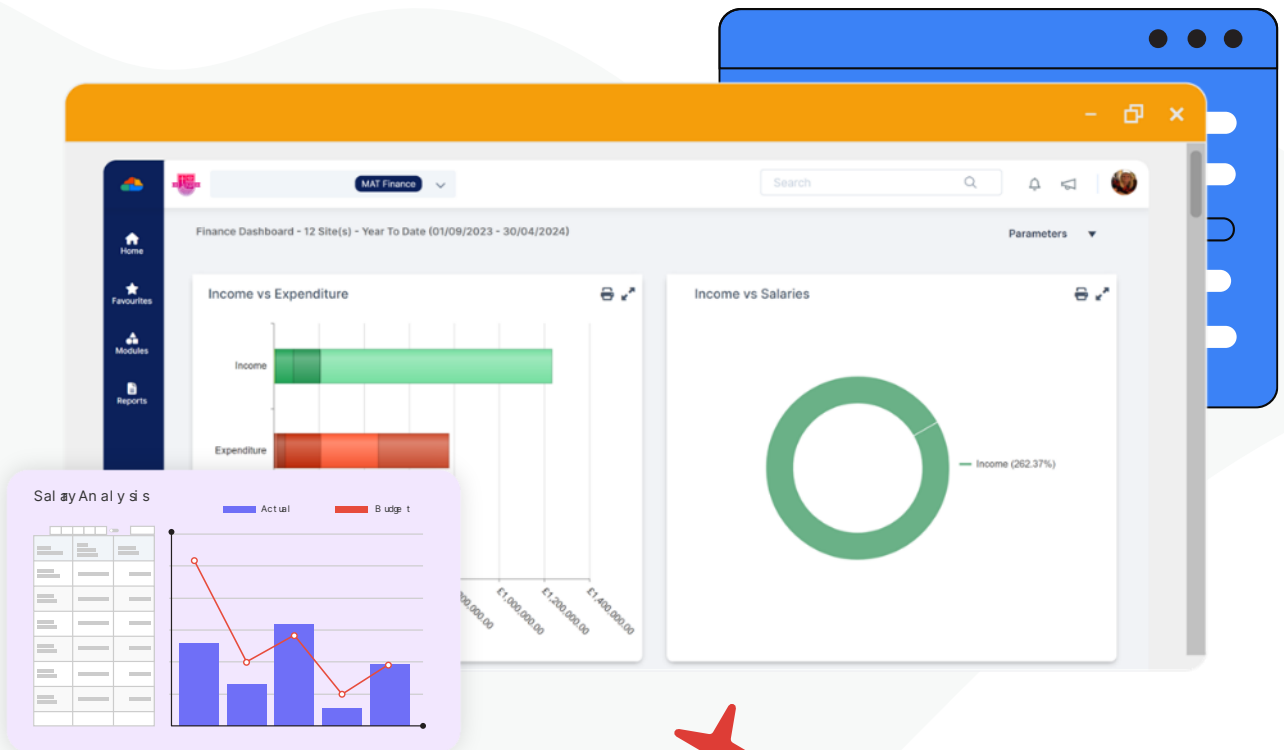 MAT Finance
Search
Home
Favourites
Modules
Reports
Finance Dashboard - 12 Site(s) - Year To Date (01/09/2023 - 30/04/2024)
Parameters
Income vs Expenditure
Income
Expenditure
£1,000,000.00
£1,200,000.00
£1,400,000.00
Income vs Salaries
Income (262.37%)
Salary Analysis
Actual
Budget